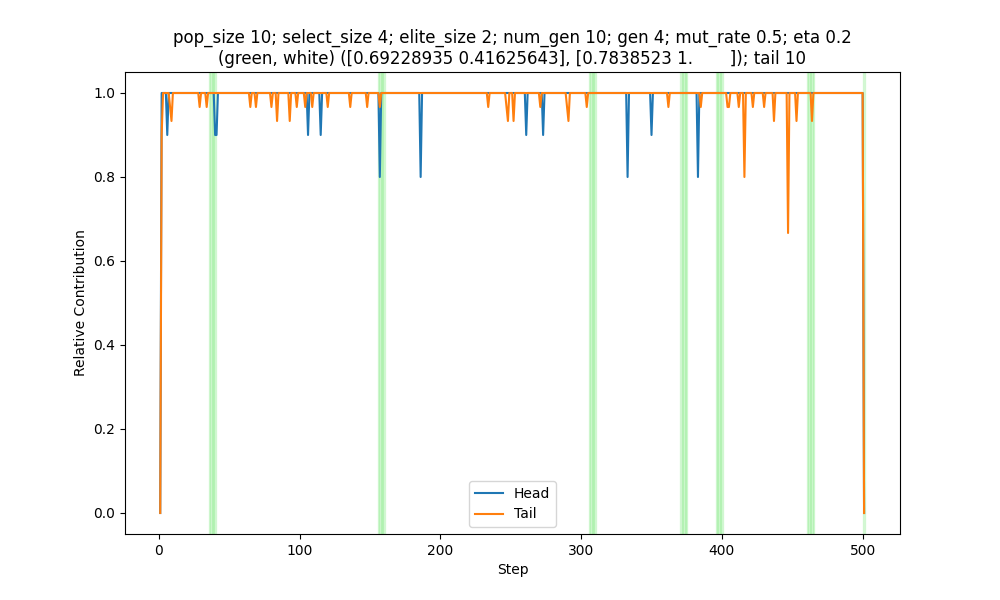 pop_size 10; select_size 4; elite_size 2; num_gen 10; gen 4; mut_rate 0.5; eta 0.2
(green, white) ([0.69228935 0.41625643], [0.7838523 1.        ]); tail 10
1.0
0.8
0.6
0.4
0.2
0.0
Relative Contribution
Head
Tail
0
100
200
300
400
500
Step